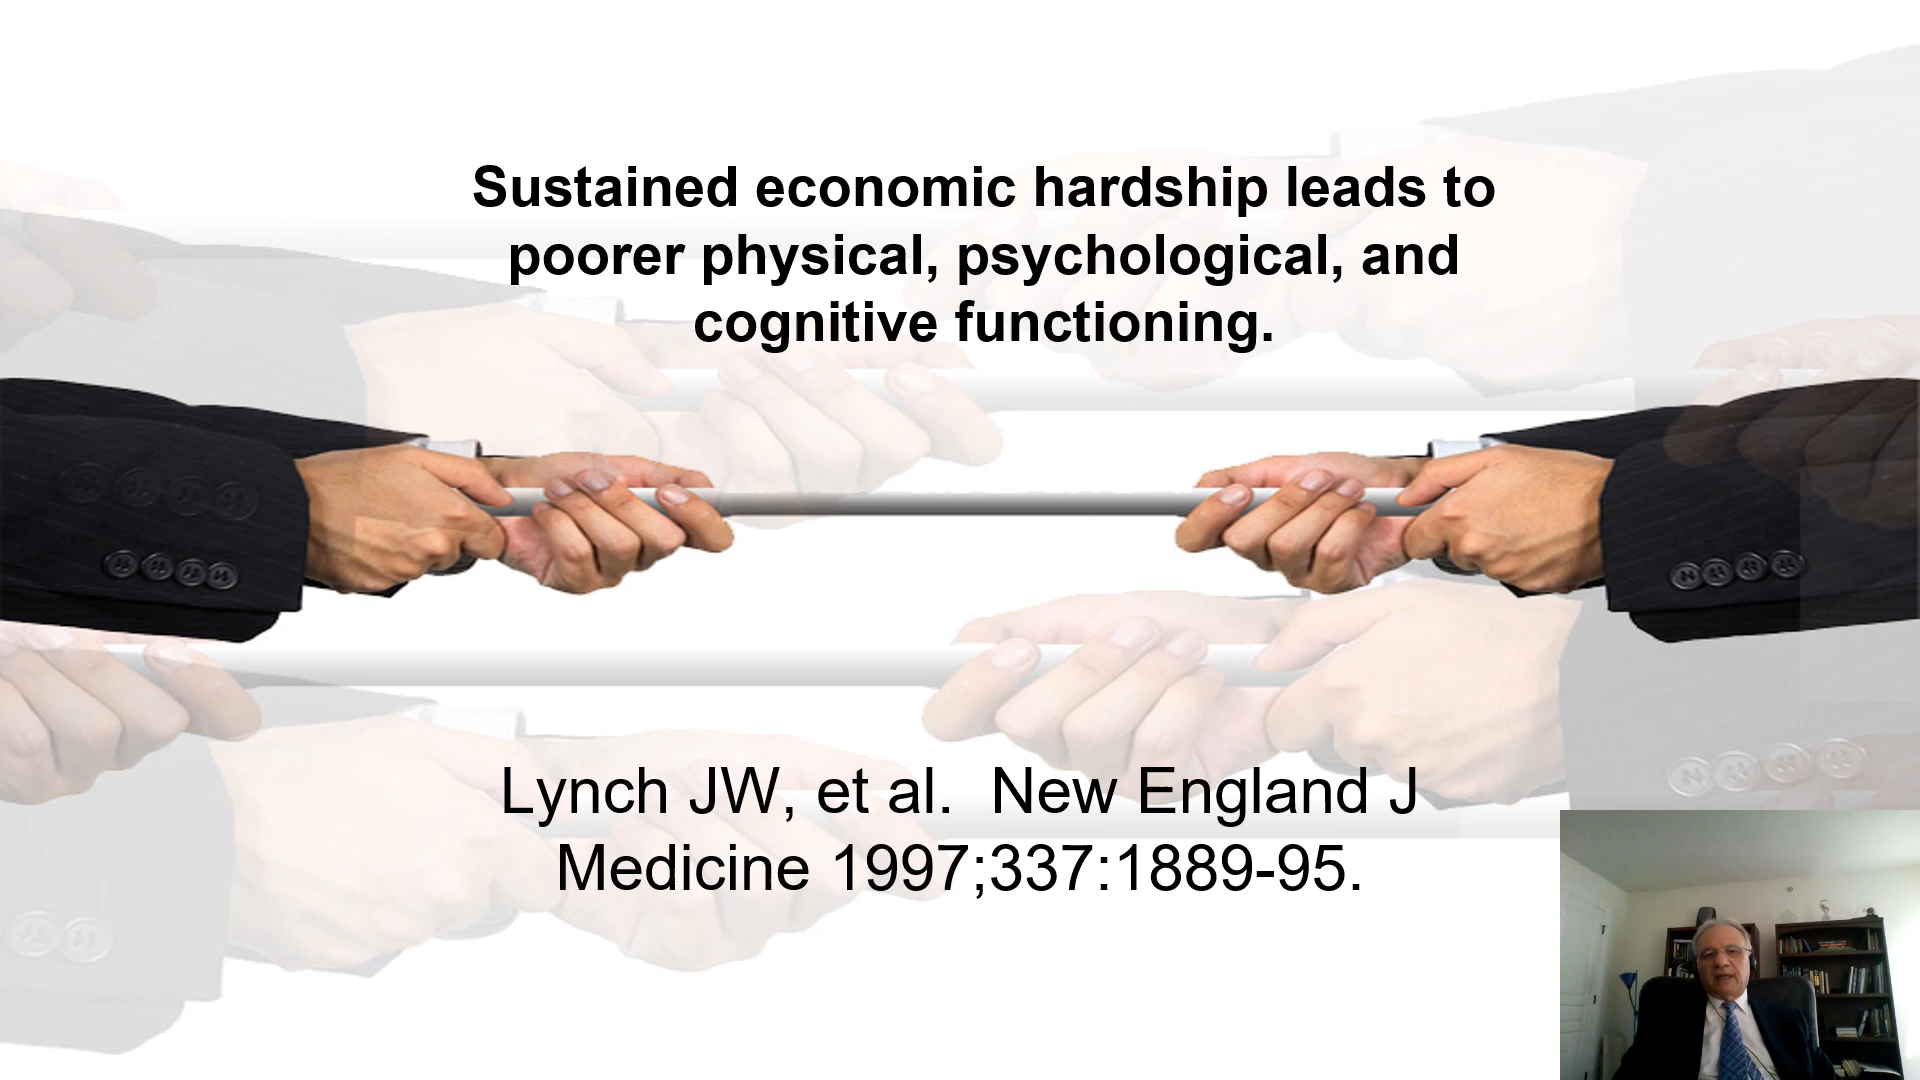 Sustained economic hardship leads to
poorer physical, psychological, and
cognitive functioning.
Lynch JW, et al.  New England J
Medicine 1997;337:1889-95.